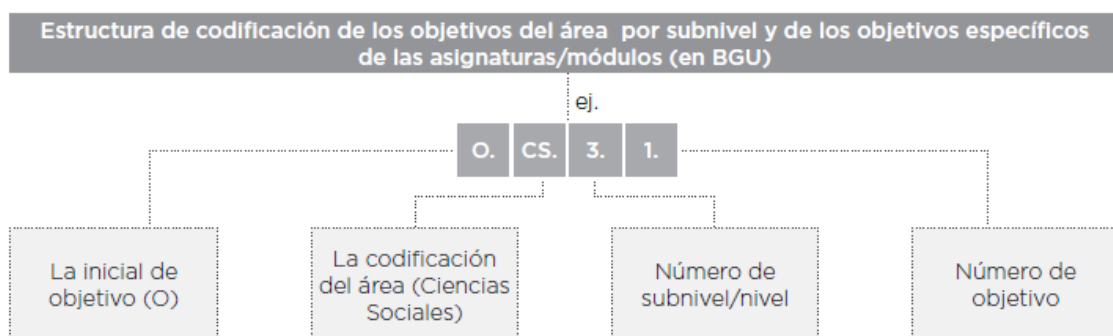 Estructura de codificación de los objetivos del área por subnivel y de los objetivos específicos
de las asignaturas/módulos (en BGU)
ej.
O. CS. 3. 1.
La inicial de
objetivo (O)
La codificación
del área (Ciencias
Sociales)
Número de
subnivel/nivel
Número de
objetivo